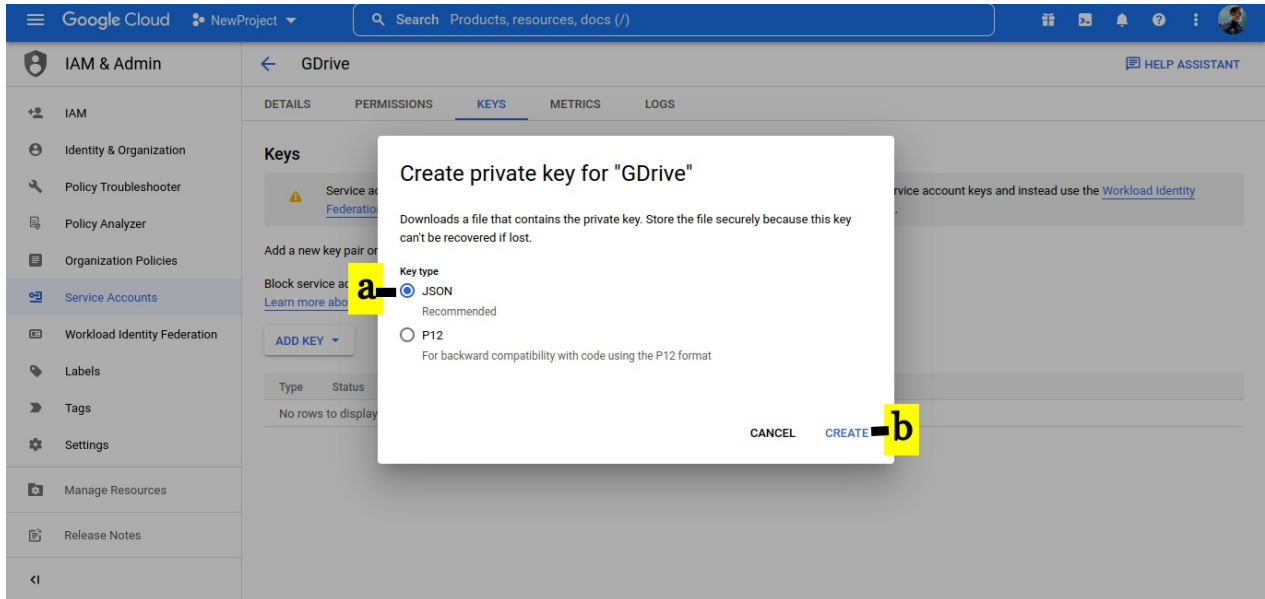 Google Cloud NewProject Search Products, resources, docs (/)
IAM & Admin
GDrive
HELP ASSISTANT
IAM
Identity & Organization
Policy Troubleshooter
Policy Analyzer
Organization Policies
Service Accounts
Workload Identity Federation
Labels
Tags
Settings
Manage Resources
Release Notes
DETAILS PERMISSIONS KEYS METRICS LOGS
Keys
Service
rvice account keys and instead use the Workload Identity
Add a new key pair or
Block service
Learn more
ADD KEY
Type Status
No rows to display
Create private key for "GDrive"
Downloads a file that contains the private key. Store the file securely because this key
can't be recovered if lost.
Key type
a JSON
Recommended
P12
For backward compatibility with code using the P12 format
CANCEL CREATE b